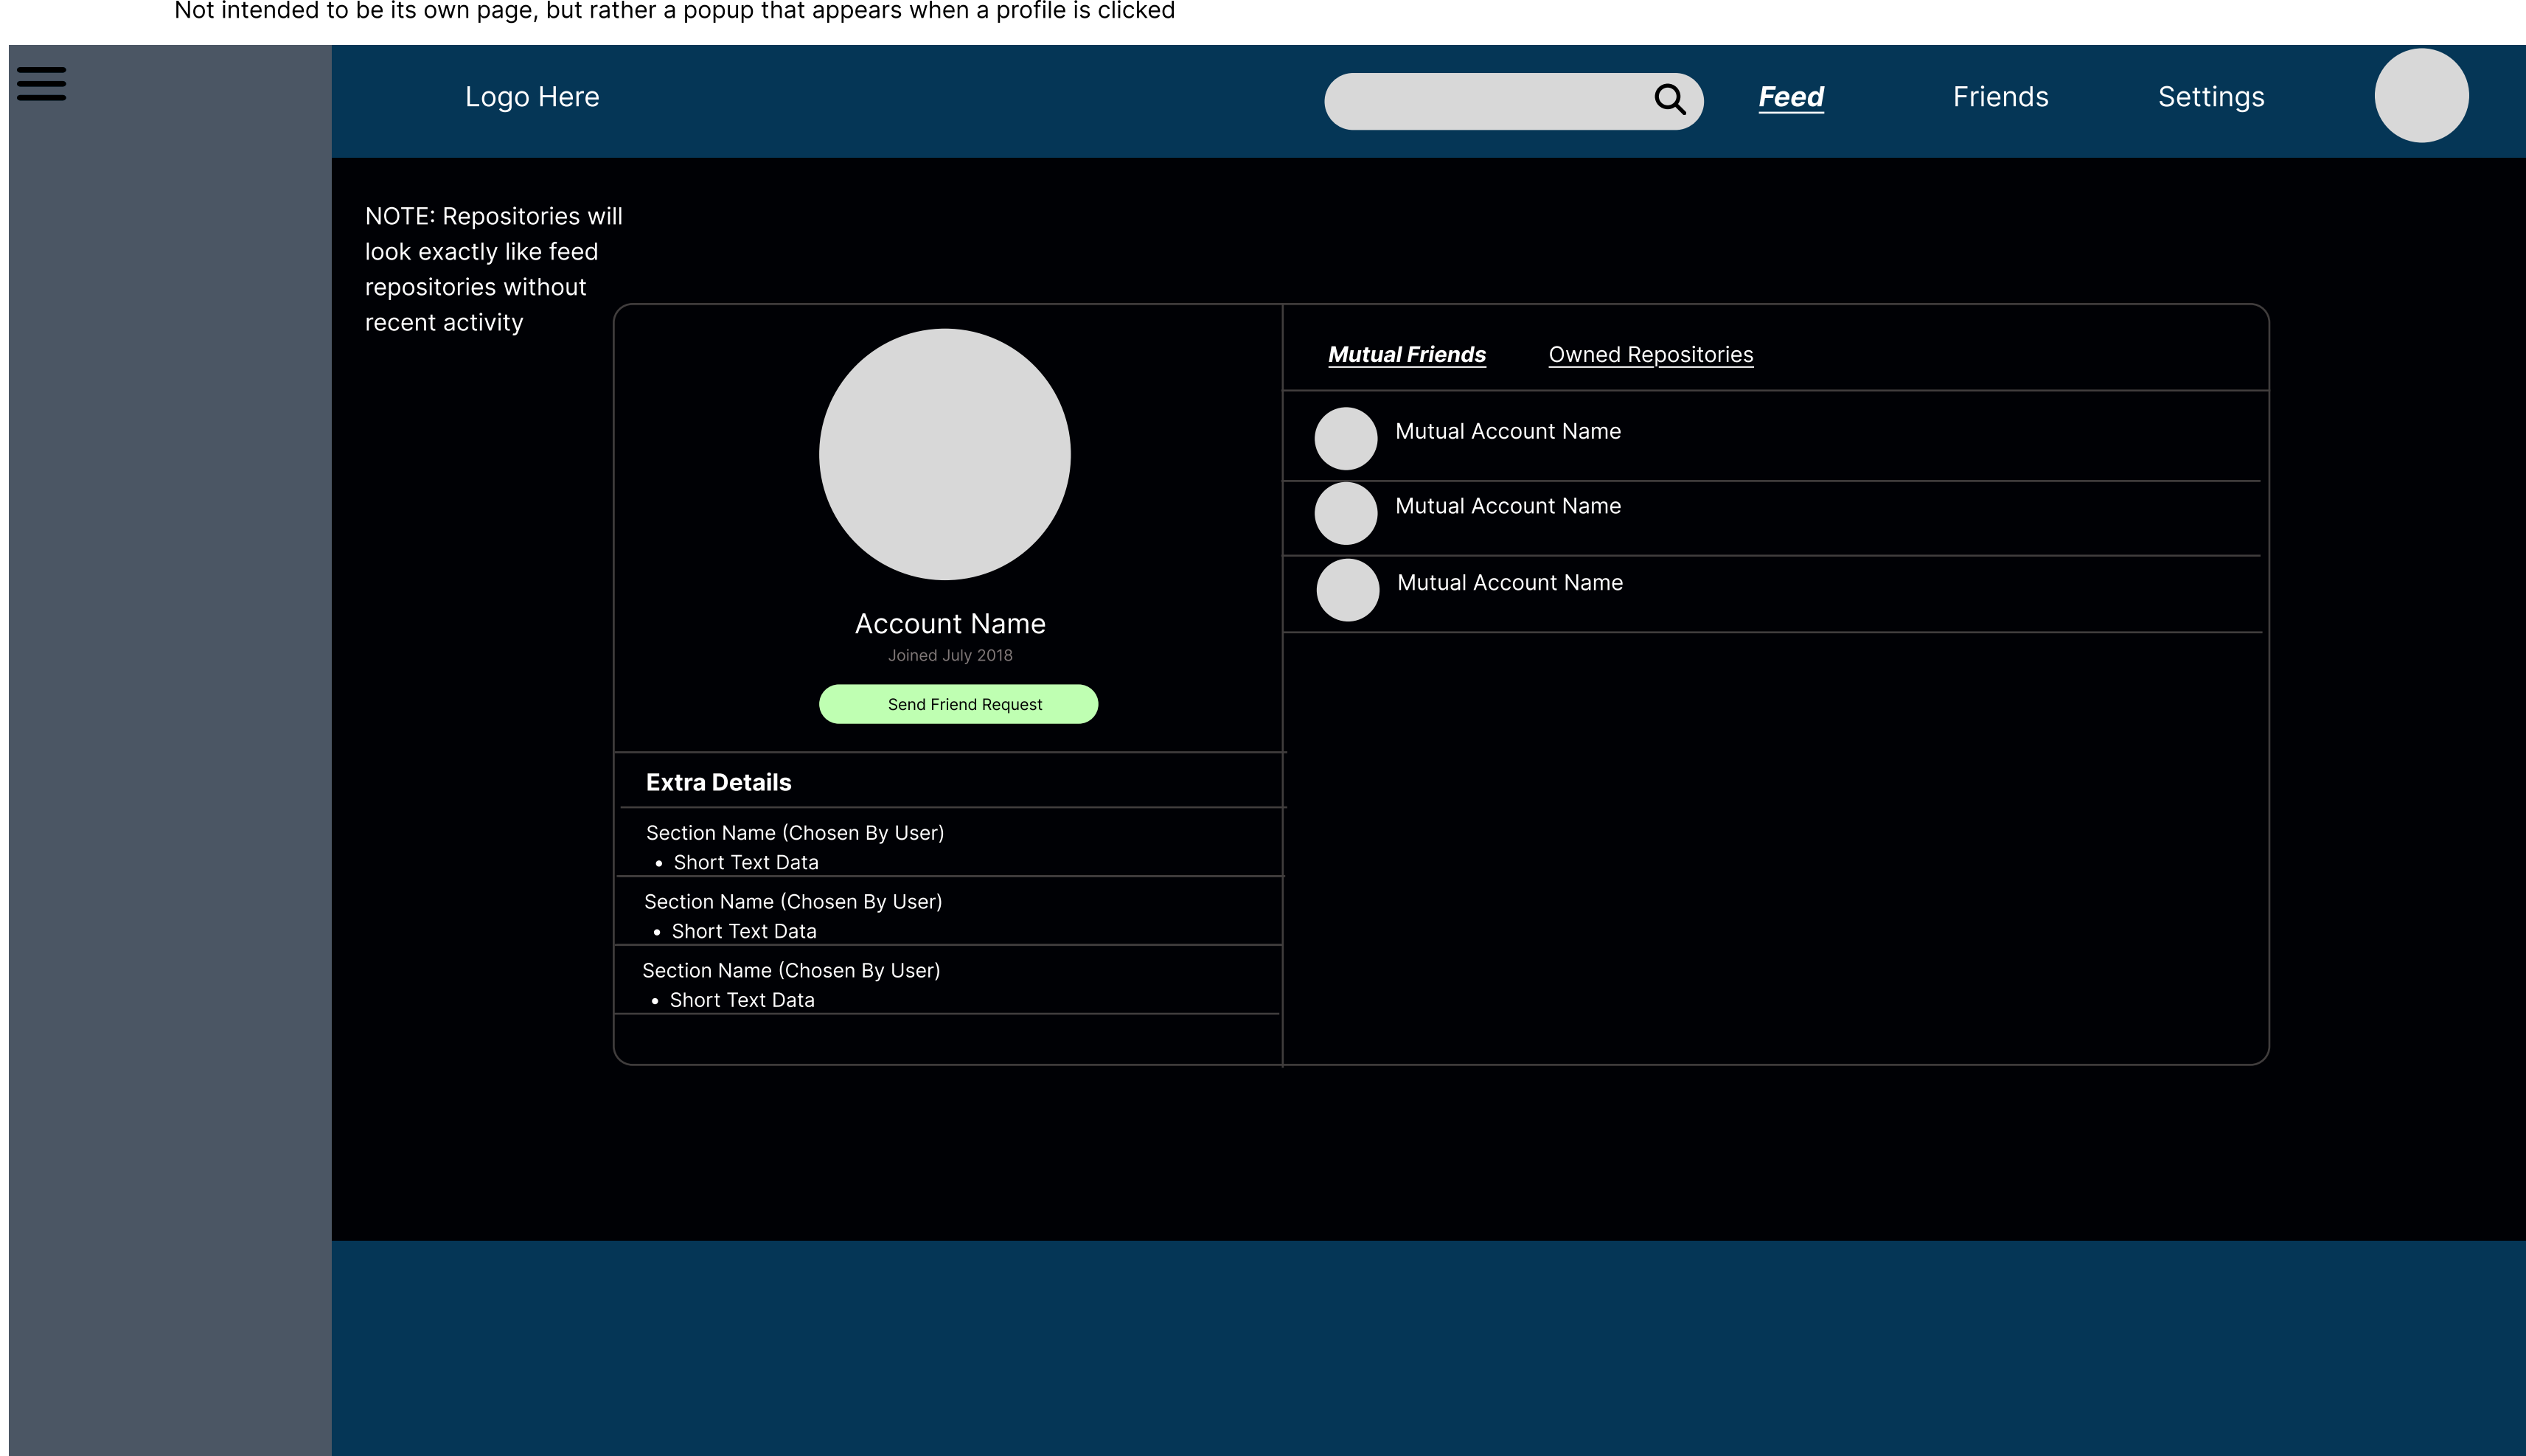 Not intended to be its own page, but rather a popup that appears when a profile is clicked
Logo Here
Feed
Friends
Settings
NOTE: Repositories will
look exactly like feed
repositories without
recent activity
Account Name
Joined July 2018
Send Friend Request
Extra Details
Section Name (Chosen By User)
• Short Text Data
Section Name (Chosen By User)
• Short Text Data
Section Name (Chosen By User)
• Short Text Data
Mutual Friends
Owned Repositories
Mutual Account Name
Mutual Account Name
Mutual Account Name